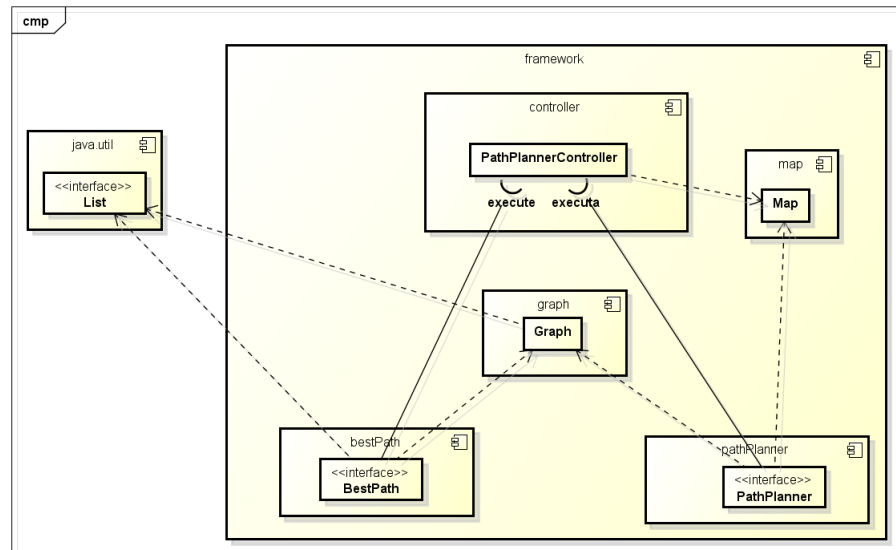 cmp
framework
controller
PathPlannerController
execute
executa
java.util
<<interface>>
List
map
Map
graph
Graph
bestPath
<<interface>>
BestPath
pathPlanner
<<interface>>
PathPlanner